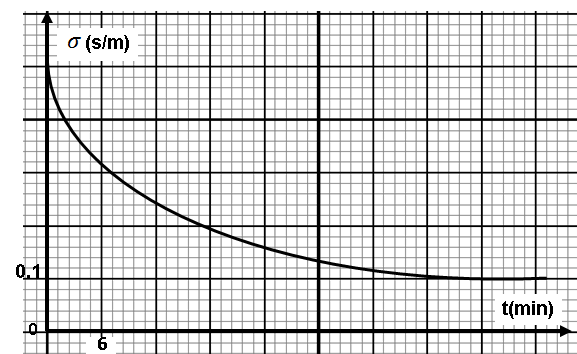 σ (s/m)
0.1
t(min)
0
6